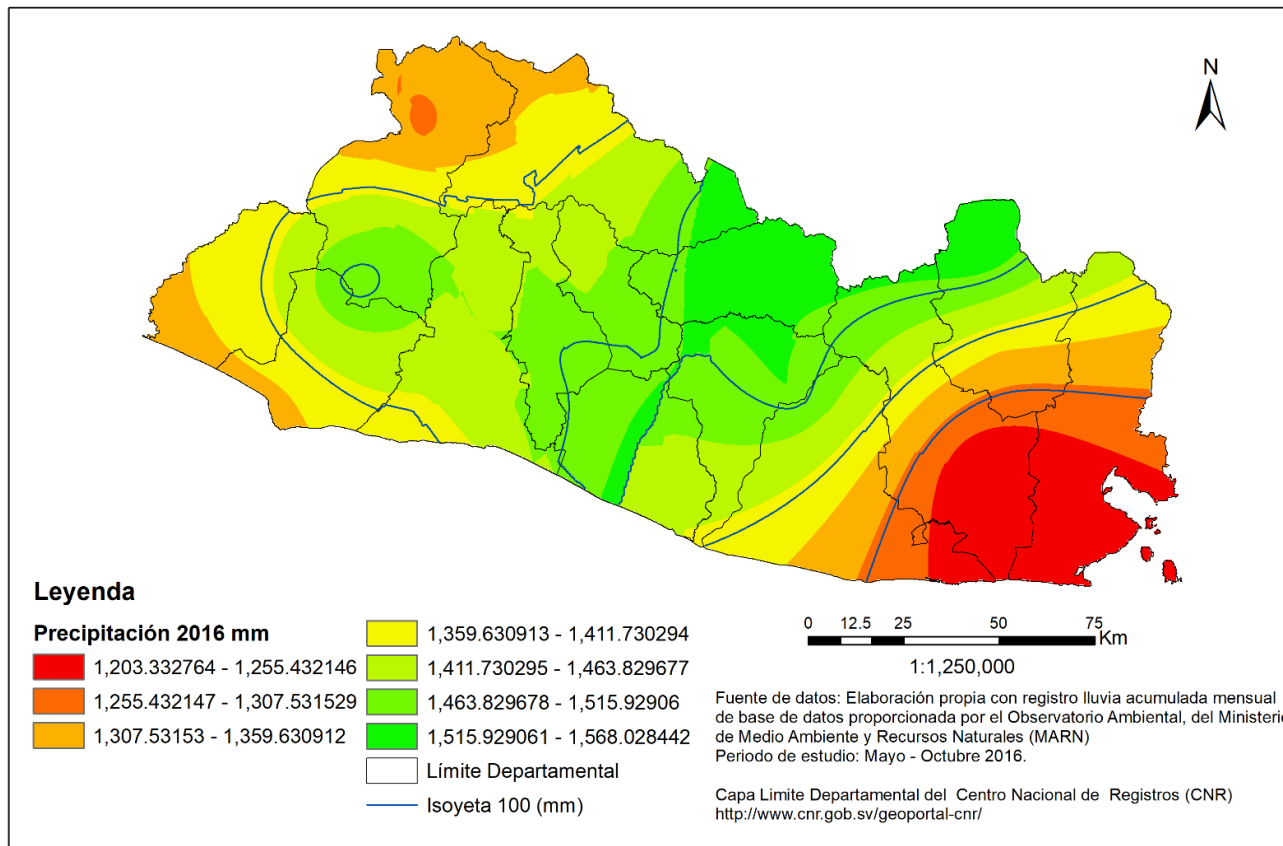 N
Leyenda
Precipitación 2016 mm
1,203.332764 - 1,255.432146
1,255.432147 - 1,307.531529
1,307.53153 - 1,359.630912
1,359.630913 - 1,411.730294
1,411.730295 - 1,463.829677
1,463.829678 - 1,515.92906
1,515.929061 - 1,568.028442
Límite Departamental
Isoyeta 100 (mm)
0 12.5 25 50 75
Km
1:1,250,000
Fuente de datos: Elaboración propia con registro lluvia acumulada mensual
de base de datos proporcionada por el Observatorio Ambiental, del Ministeri
de Medio Ambiente y Recursos Naturales (MARN)
Periodo de estudio: Mayo - Octubre 2016.
Capa Limite Departamental del Centro Nacional de Registros (CNR)
http://www.cnr.gob.sv/geoportal-cnr/